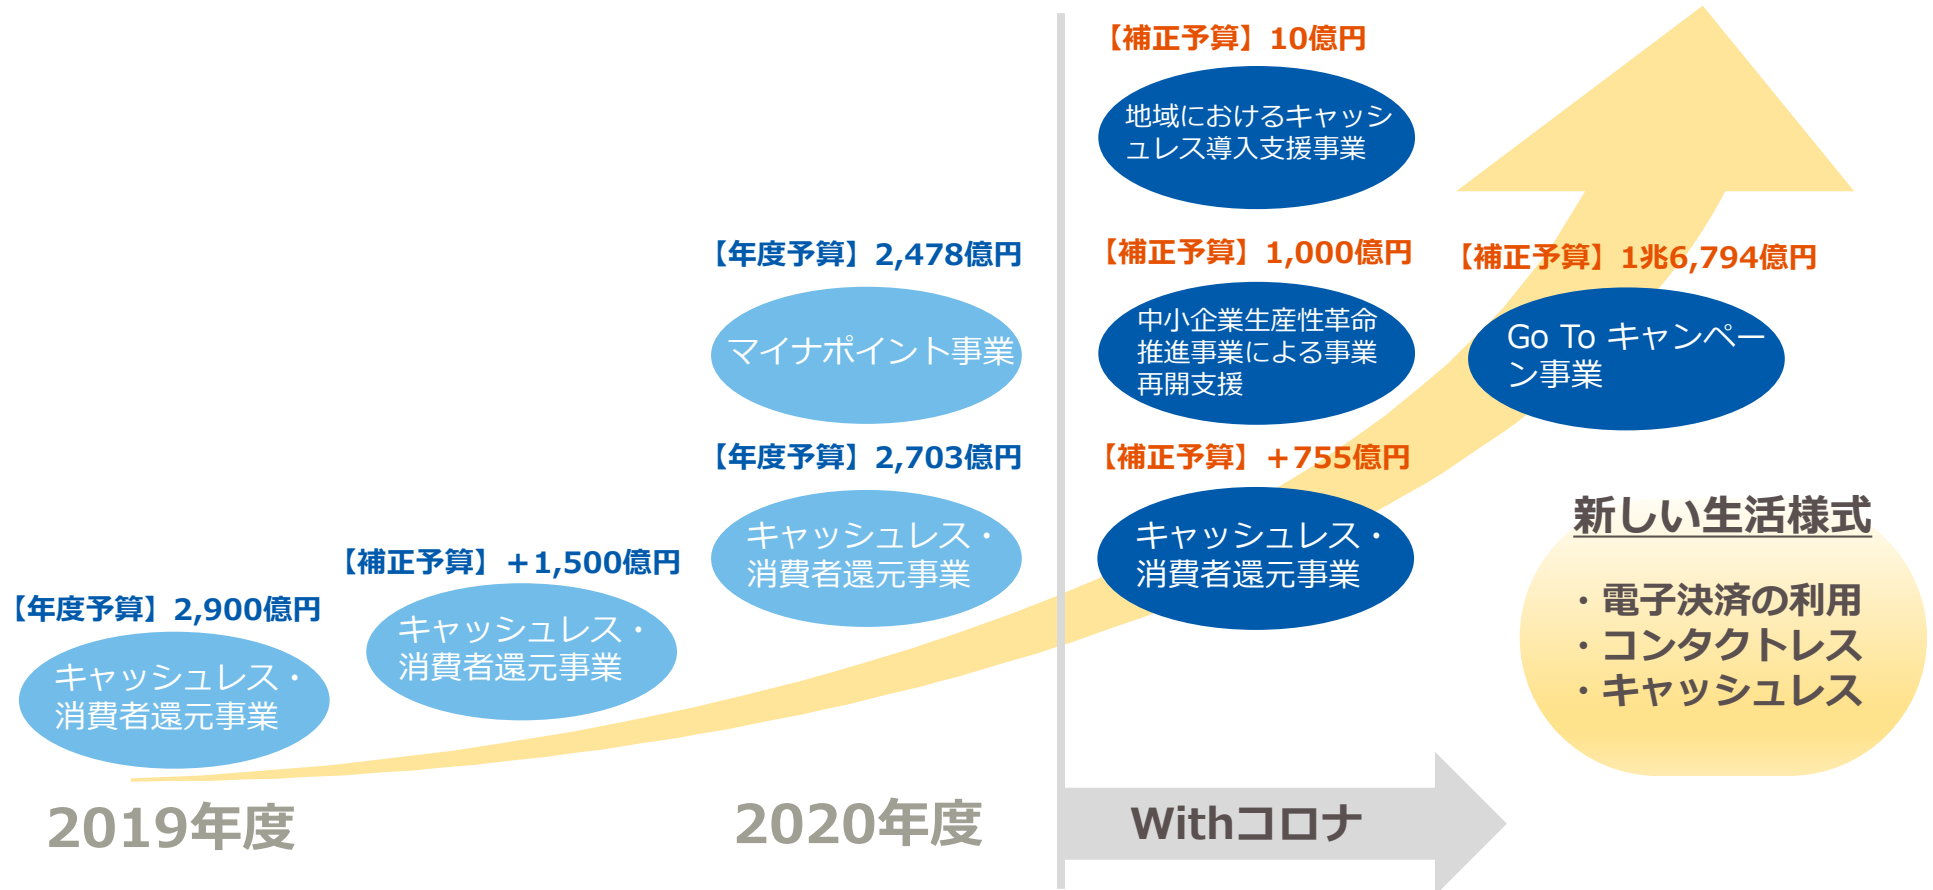 【補正予算】10億円
地域におけるキャッシ
ュレス導入支援事業
【年度予算】2,478億円
マイナポイント事業
【補正予算】1,000億円
中小企業生産性革命
推進事業による事業
再開支援
【補正予算】1兆6,794億円
Go To キャンペー
ン事業
【年度予算】2,703億円
キャッシュレス・
消費者還元事業
【補正予算】+755億円
キャッシュレス・
消費者還元事業
【補正予算】+1,500億円
キャッシュレス・
消費者還元事業
【年度予算】2,900億円
キャッシュレス・
消費者還元事業
新しい生活様式
・電子決済の利用
・コンタクトレス
・キャッシュレス
2019年度
2020年度
Withコロナ